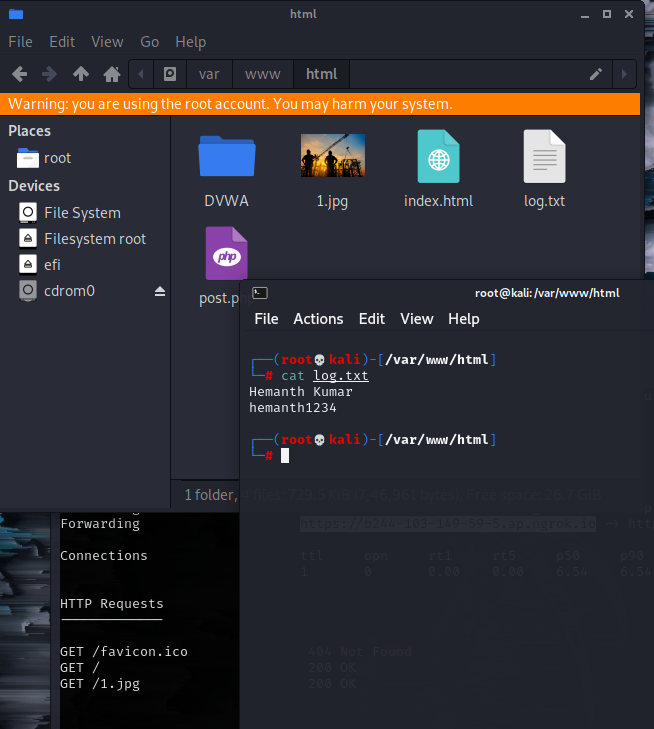 html
File Edit View Go Help
var www html
Warning: you are using the root account. You may harm your system.
Places
root
Devices
File System
Filesystem root
efi
cdrom0
DVWA 1.jpg index.html log.txt
php
post.p
root@kali:/var/www/html
File Actions Edit View Help
(root💀kali)-[/var/www/html]
# cat log.txt
Hemanth Kumar
hemanth1234
(root💀kali)-[/var/www/html]
#
1 folder,
Forwarding https://b244-103-149-59-5.ap.ngrok.io
Connections ttl opn rt1 rt5 p50 p90
1 0 0.00 0.00 6.54 6.54
HTTP Requests
GET /favicon.ico 404 Not Found
GET / 200 OK
GET /1.jpg 200 OK